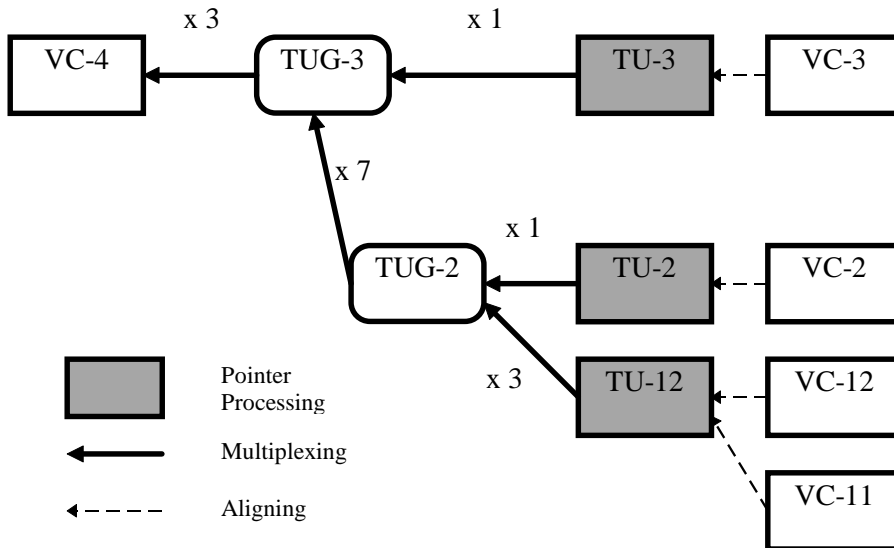 x 3
x 1
VC-4
TUG-3
TU-3
VC-3
x 7
x 1
TUG-2
TU-2
VC-2
x 3
TU-12
VC-12
VC-11
Pointer
Processing
Multiplexing
Aligning